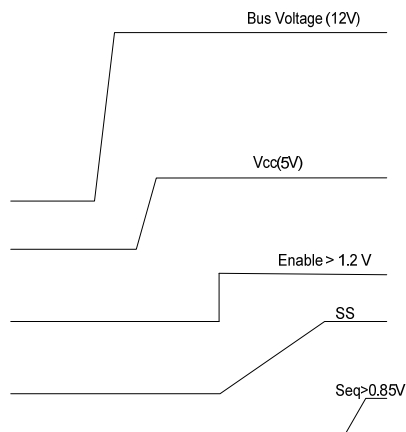 Bus Voltage (12V)
Vcc(5V)
Enable > 1.2 V
SS
Seq>0.85V